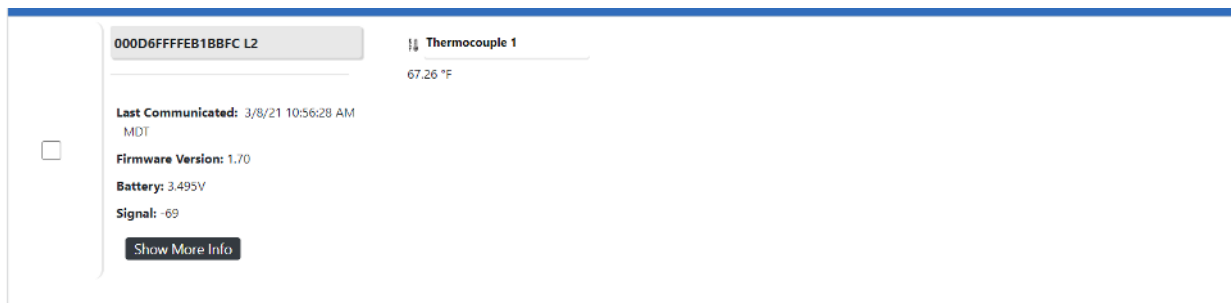 000D6FFFFEB1BBFC L2
Thermocouple 1
67.26 °F
Last Communicated: 3/8/21 10:56:28 AM
MDT
Firmware Version: 1.70
Battery: 3.495V
Signal: -69
Show More Info